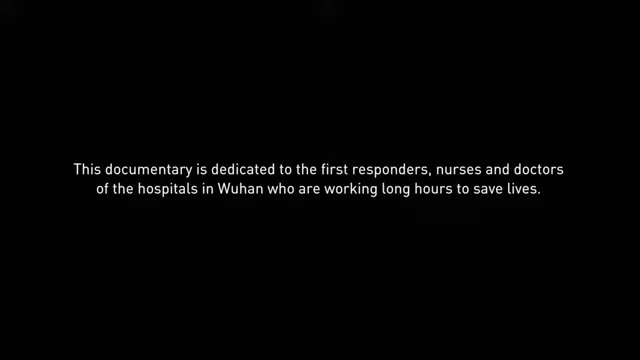 This documentary is dedicated to the first responders, nurses and doctors
of the hospitals in Wuhan who are working long hours to save lives.